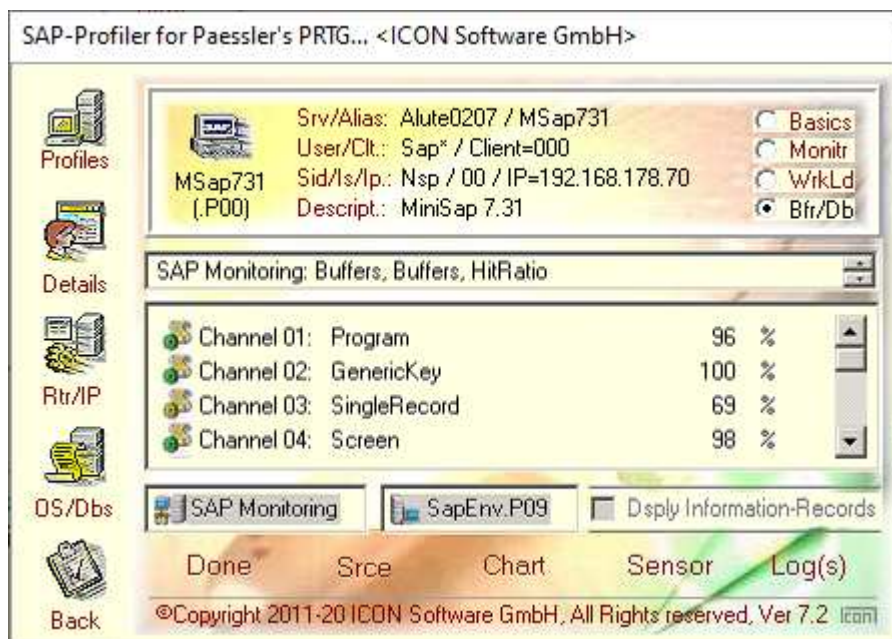 SAP-Profiler for Paessler's PRTG... <ICON Software GmbH>
Profiles
Details
Rtr/IP
OS/Dbs
Back
MSap731
(.P00)
Srv/Alias: Alute0207 / MSap731
User/Clt.: Sap* / Client=000
Sid/Is/Ip.: Nsp / 00 / IP=192.168.178.70
Descript.: MiniSap 7.31
Basics
Monitr
WrkLd
Bfr/Db
SAP Monitoring: Buffers, Buffers, HitRatio
Channel 01: Program 96 %
Channel 02: GenericKey 100 %
Channel 03: SingleRecord 69 %
Channel 04: Screen 98 %
SAP Monitoring
SapEnv.P09
Dsply Information-Records
Done Srce Chart Sensor Log(s)
©Copyright 2011-20 ICON Software GmbH, All Rights reserved, Ver 7.2 Icon